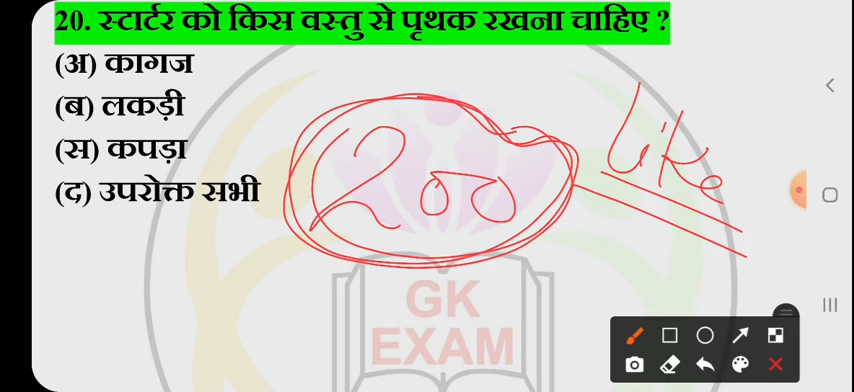 20. स्टार्टर को किस वस्तु से पृथक रखना चाहिए ?
(अ) कागज
(ब) लकड़ी
(स) कपड़ा
(द) उपरोक्त सभी
200
like
GK
EXAM